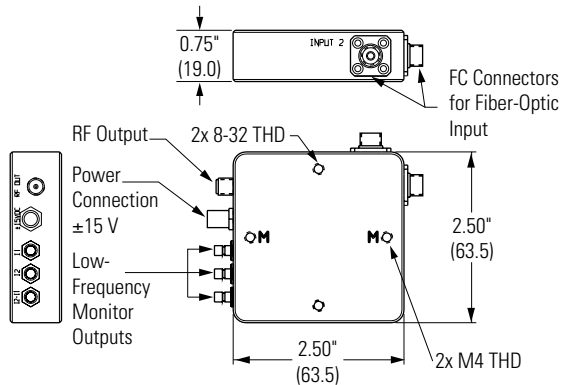 0.75"
(19.0)
INPUT 2
FC Connectors
for Fiber-Optic
Input
RF Output
2x 8-32 THD
Power
Connection
±15 V
Low-
Frequency
Monitor
Outputs
RF OUT
±15VDC
I1
I2
I2-I1
M
M
2.50"
(63.5)
2.50"
(63.5)
2x M4 THD